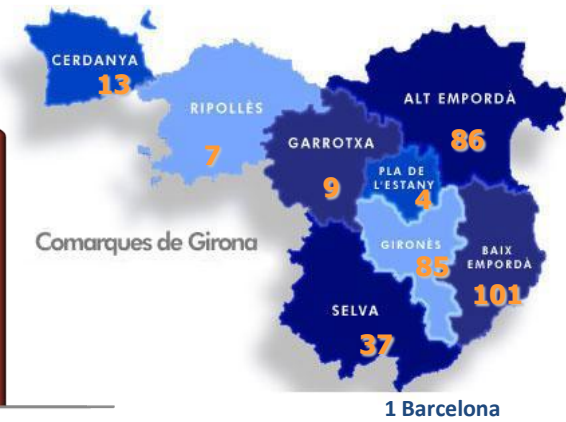 CERDANYA
13
RIPOLLÈS
7
GARROTXA
9
ALT EMPORDÀ
86
PLA DE
L'ESTANY
4
Comarques de Girona
GIRONÈS
85
BAIX
EMPORDÀ
101
SELVA
37
1 Barcelona